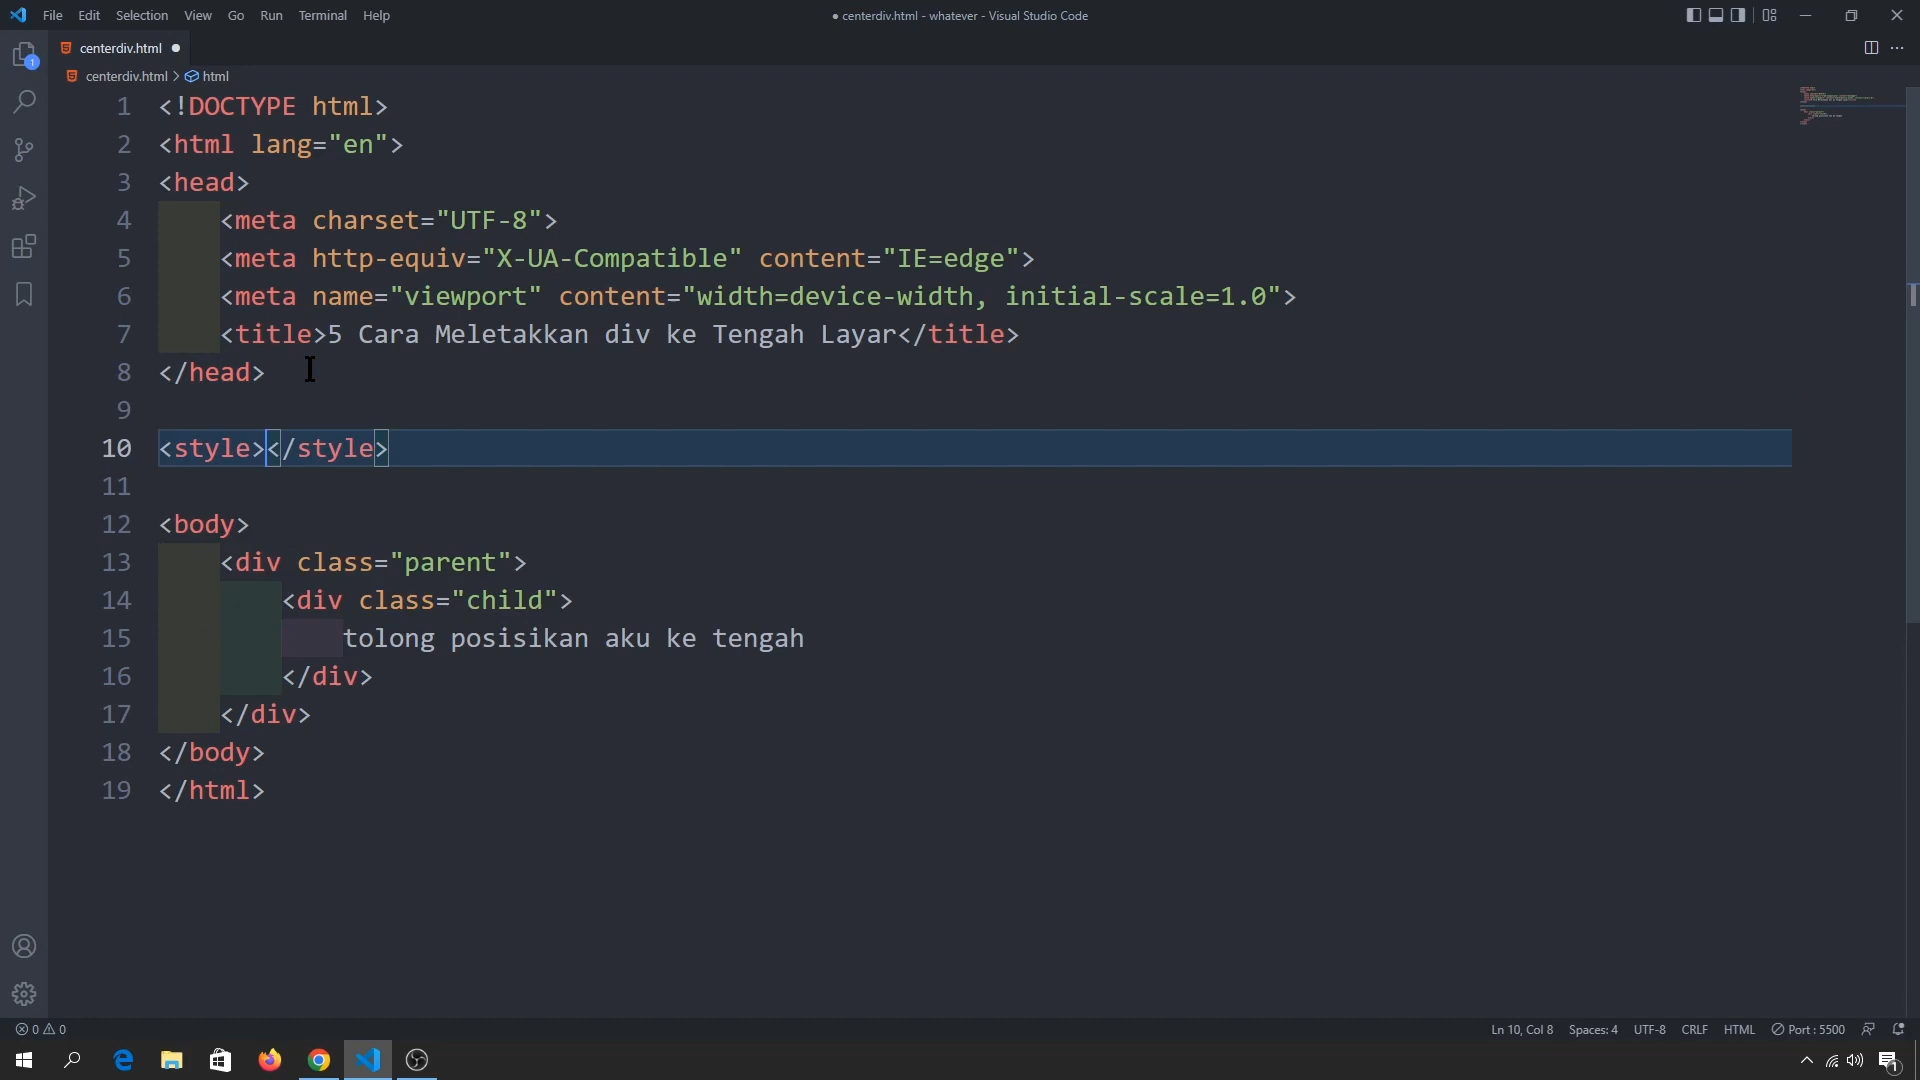 File Edit Selection View Go Run Terminal Help
● centerdiv.html - whatever - Visual Studio Code
centerdiv.html ●
centerdiv.html > html
1 <!DOCTYPE html>
2 <html lang="en">
3 <head>
4 <meta charset="UTF-8">
5 <meta http-equiv="X-UA-Compatible" content="IE=edge">
6 <meta name="viewport" content="width=device-width, initial-scale=1.0">
7 <title>5 Cara Meletakkan div ke Tengah Layar</title>
8 </head>
9
10 <style></style>
11
12 <body>
13 <div class="parent">
14 <div class="child">
15 tolong posisikan aku ke tengah
16 </div>
17 </div>
18 </body>
19 </html>
1
0 0
Ln 10, Col 8 Spaces: 4 UTF-8 CRLF HTML Port : 5500
1